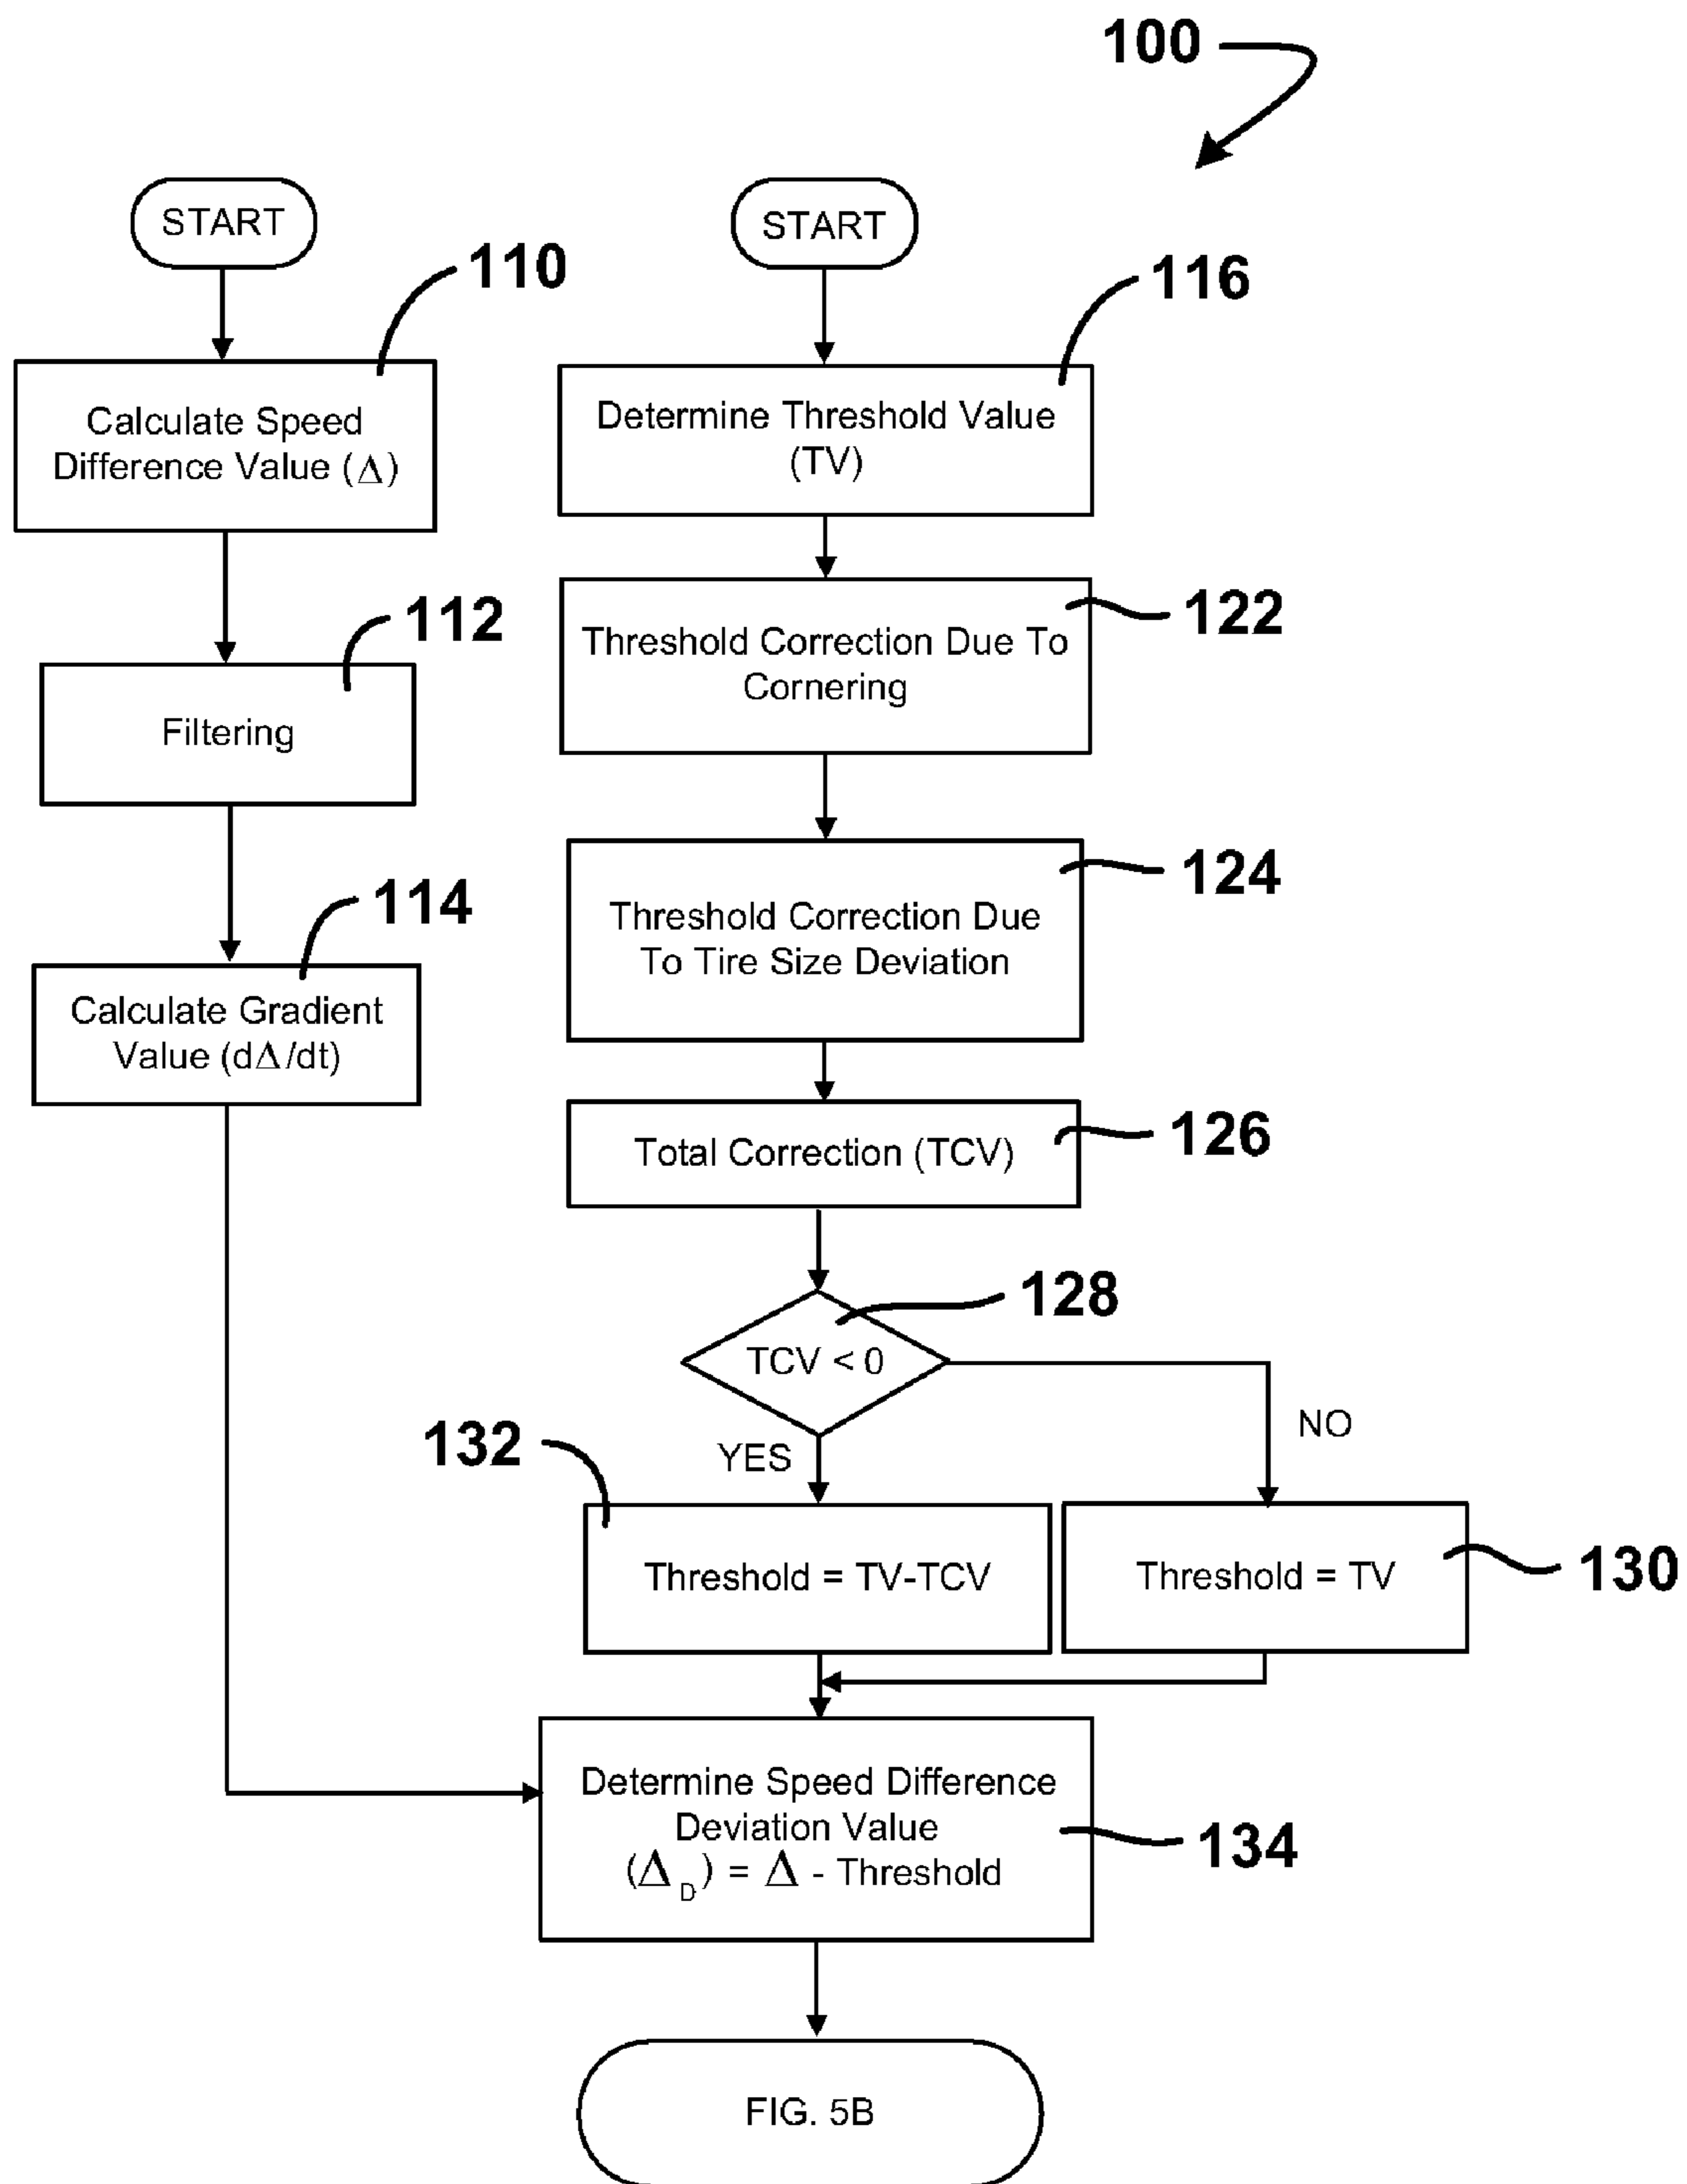 100
START
START
110
116
Calculate Speed
Difference Value (Δ)
Determine Threshold Value
(TV)
112
122
Threshold Correction Due To
Cornering
Filtering
114
124
Threshold Correction Due
To Tire Size Deviation
Calculate Gradient
Value (dΔ/dt)
126
Total Correction (TCV)
128
TCV < 0
NO
132
YES
Threshold = TV-TCV
Threshold = TV
130
Determine Speed Difference
Deviation Value
(Δ_D) = Δ - Threshold
134
FIG. 5B